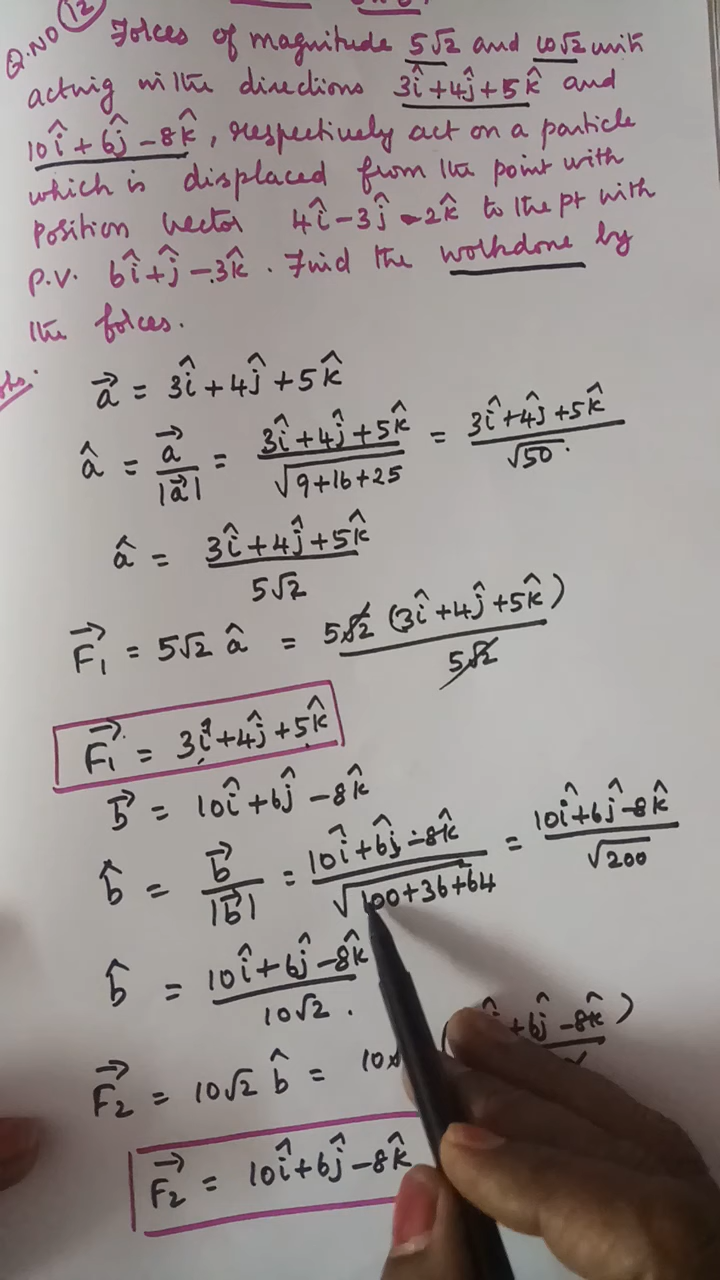 Q.NO 12 Forces of magnitude 5√2 and 10√2 units
acting in the directions 3î+4ĵ+5k̂ and
10î+6ĵ-8k̂, respectively act on a particle
which is displaced from the point with
Position vector 4î-3ĵ-2k̂ to the pt with
p.v. 6î+ĵ-3k̂. Find the workdone by
the forces.
a⃗ = 3î+4ĵ+5k̂
â = a⃗/|a⃗| = (3î+4ĵ+5k̂)/√(9+16+25) = (3î+4ĵ+5k̂)/√50.
â = (3î+4ĵ+5k̂)/5√2
F⃗₁ = 5√2 â = 5√2 (3î+4ĵ+5k̂)/5√2
F⃗₁ = 3î+4ĵ+5k̂
b⃗ = 10î+6ĵ-8k̂
b̂ = b⃗/|b⃗| = (10î+6ĵ-8k̂)/√(100+36+64) = (10î+6ĵ-8k̂)/√200
b̂ = (10î+6ĵ-8k̂)/10√2.
F⃗₂ = 10√2 b̂ = 10 +6ĵ-8k̂)
F⃗₂ = 10î+6ĵ-8k̂